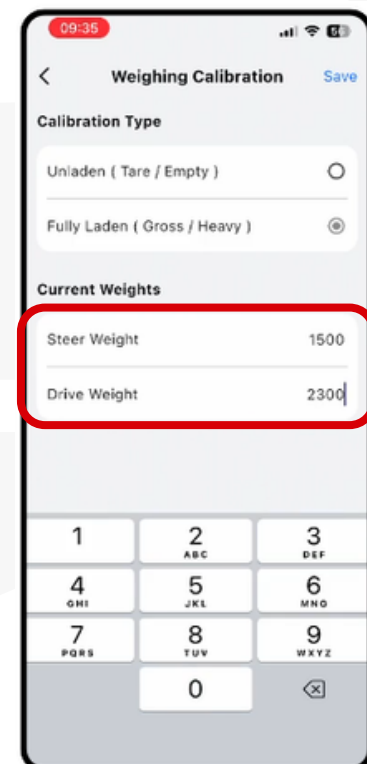 09:35
Weighing Calibration Save
Calibration Type
Unladen ( Tare / Empty )
Fully Laden ( Gross / Heavy )
Current Weights
Steer Weight 1500
Drive Weight 2300
1 2 3
ABC DEF
4 5 6
GHI JKL MNO
7 8 9
PQRS TUV WXYZ
0